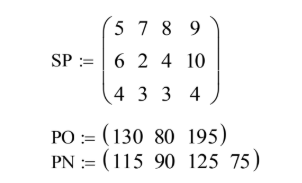 5 7 8 9
SP := 6 2 4 10
4 3 3 4
PO := (130 80 195)
PN := (115 90 125 75)